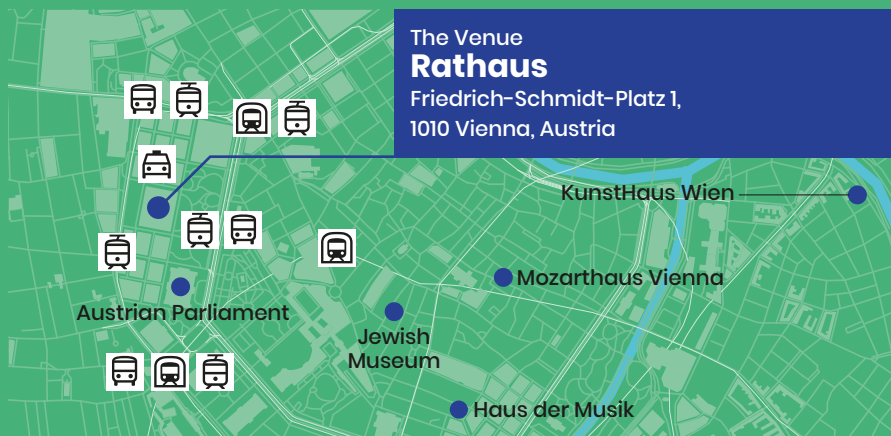 The Venue
Rathaus
Friedrich-Schmidt-Platz 1,
1010 Vienna, Austria
KunstHaus Wien
Mozarthaus Vienna
Austrian Parliament
Jewish
Museum
Haus der Musik